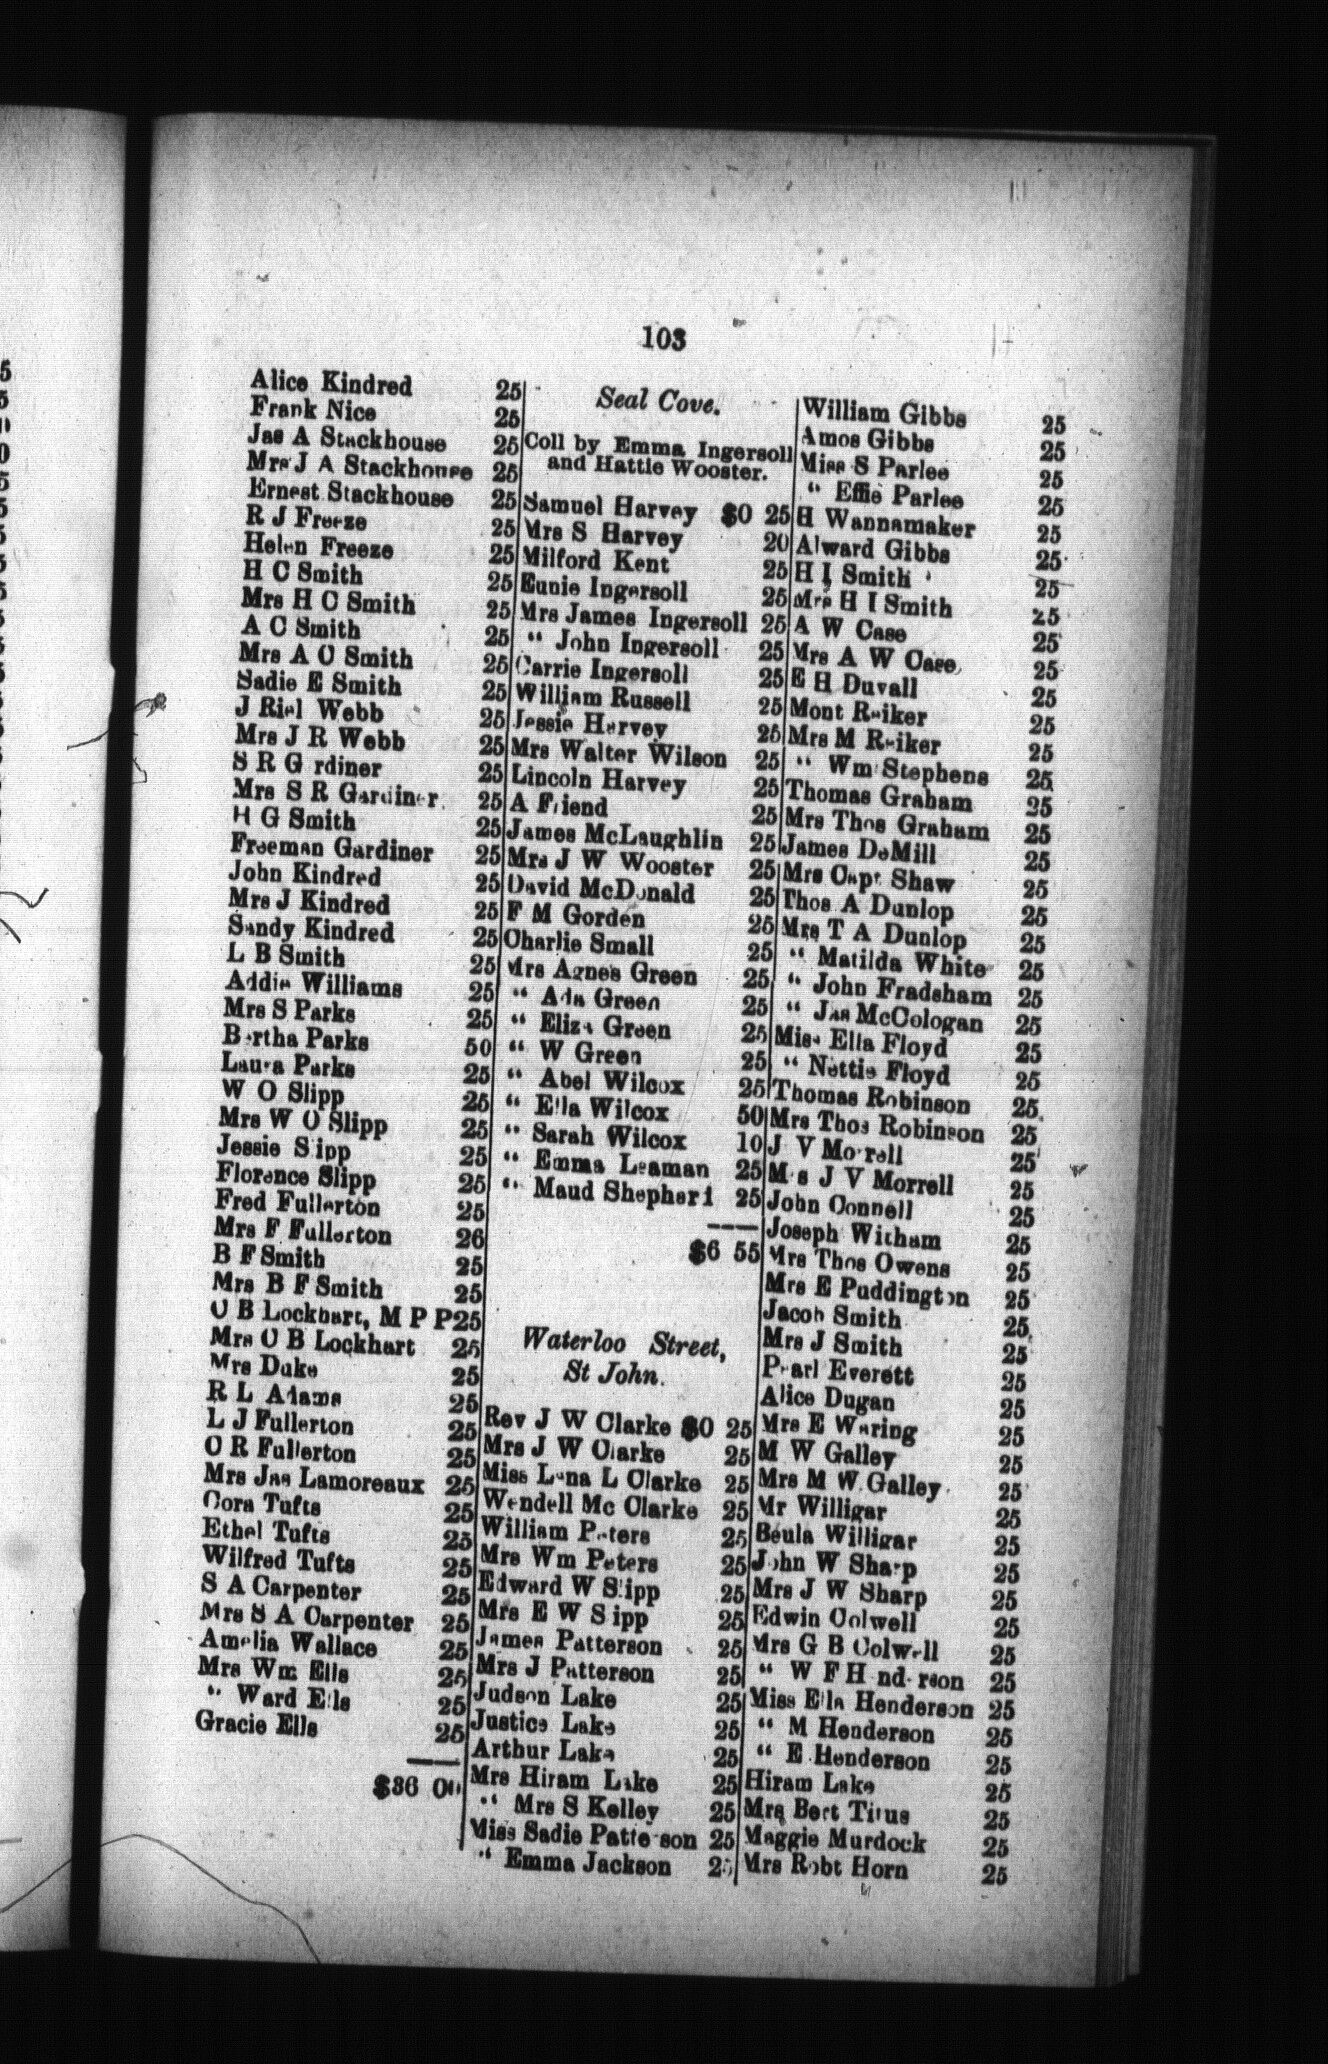 103
Alice Kindred 25
Frank Nice 25
Jas A Stackhouse 25
Mrs J A Stackhouse 25
Ernest Stackhouse 25
R J Freeze 25
Helen Freeze 25
H C Smith 25
Mrs H C Smith 25
A C Smith 25
Mrs A C Smith 25
Sadie E Smith 25
J Riel Webb 25
Mrs J R Webb 25
S R Gardiner 25
Mrs S R Gardiner 25
H G Smith 25
Freeman Gardiner 25
John Kindred 25
Mrs J Kindred 25
Sandy Kindred 25
L B Smith 25
Addie Williams 25
Mrs S Parks 25
Bertha Parks 50
Laura Parks 25
W O Slipp 25
Mrs W O Slipp 25
Jessie Slipp 25
Florence Slipp 25
Fred Fullerton 25
Mrs F Fullerton 26
B F Smith 25
Mrs B F Smith 25
C B Lockhart, M P P 25
Mrs C B Lockhart 25
Mrs Duke 25
R L Adams 25
L J Fullerton 25
C R Fullerton 25
Mrs Jas Lamoreaux 25
Cora Tufts 25
Ethel Tufts 25
Wilfred Tufts 25
S A Carpenter 25
Mrs S A Carpenter 25
Amelia Wallace 25
Mrs Wm Ells 25
" Ward Ells 25
Gracie Ells 25
$36 00
Seal Cove.
Coll by Emma Ingersoll
and Hattie Wooster.
Samuel Harvey $0 25
Mrs S Harvey 20
Milford Kent 25
Eunie Ingersoll 25
Mrs James Ingersoll 25
" John Ingersoll 25
Carrie Ingersoll 25
William Russell 25
Jessie Harvey 25
Mrs Walter Wilson 25
Lincoln Harvey 25
A Friend 25
James McLaughlin 25
Mrs J W Wooster 25
David McDonald 25
F M Gorden 25
Charlie Small 25
Mrs Agnes Green 25
" Ada Green 25
" Eliza Green 25
" W Green 25
" Abel Wilcox 25
" Ella Wilcox 50
" Sarah Wilcox 10
" Emma Leaman 25
" Maud Shepherd 25
$6 55
Waterloo Street,
St John.
Rev J W Clarke $0 25
Mrs J W Clarke 25
Miss Lena L Clarke 25
Wendell Mc Clarke 25
William Peters 25
Mrs Wm Peters 25
Edward W Slipp 25
Mrs E W Slipp 25
James Patterson 25
Mrs J Patterson 25
Judson Lake 25
Justice Lake 25
Arthur Lake 25
Mrs Hiram Lake 25
" Mrs S Kelley 25
Miss Sadie Patterson 25
" Emma Jackson 25
William Gibbs 25
Amos Gibbs 25
Miss S Parlee 25
" Effie Parlee 25
H Wannamaker 25
Alward Gibbs 25
H I Smith 25
Mrs H I Smith 25
A W Case 25
Mrs A W Case 25
E H Duvall 25
Mont Reiker 25
Mrs M Reiker 25
" Wm Stephens 25
Thomas Graham 25
Mrs Thos Graham 25
James DeMill 25
Mrs Capt Shaw 25
Thos A Dunlop 25
Mrs T A Dunlop 25
" Matilda White 25
" John Fradsham 25
" Jas McCologan 25
Miss Ella Floyd 25
" Nettie Floyd 25
Thomas Robinson 25
Mrs Thos Robinson 25
J V Morrell 25
Mrs J V Morrell 25
John Connell 25
Joseph Witham 25
Mrs Thos Owens 25
Mrs E Puddington 25
Jacob Smith 25
Mrs J Smith 25
Pearl Everett 25
Alice Dugan 25
Mrs E Waring 25
M W Galley 25
Mrs M W Galley 25
Mr Willigar 25
Beula Willigar 25
John W Sharp 25
Mrs J W Sharp 25
Edwin Colwell 25
Mrs G B Colwell 25
" W F Henderson 25
Miss Ella Henderson 25
" M Henderson 25
" E Henderson 25
Hiram Lake 25
Mrs Bert Titus 25
Maggie Murdock 25
Mrs Robt Horn 25